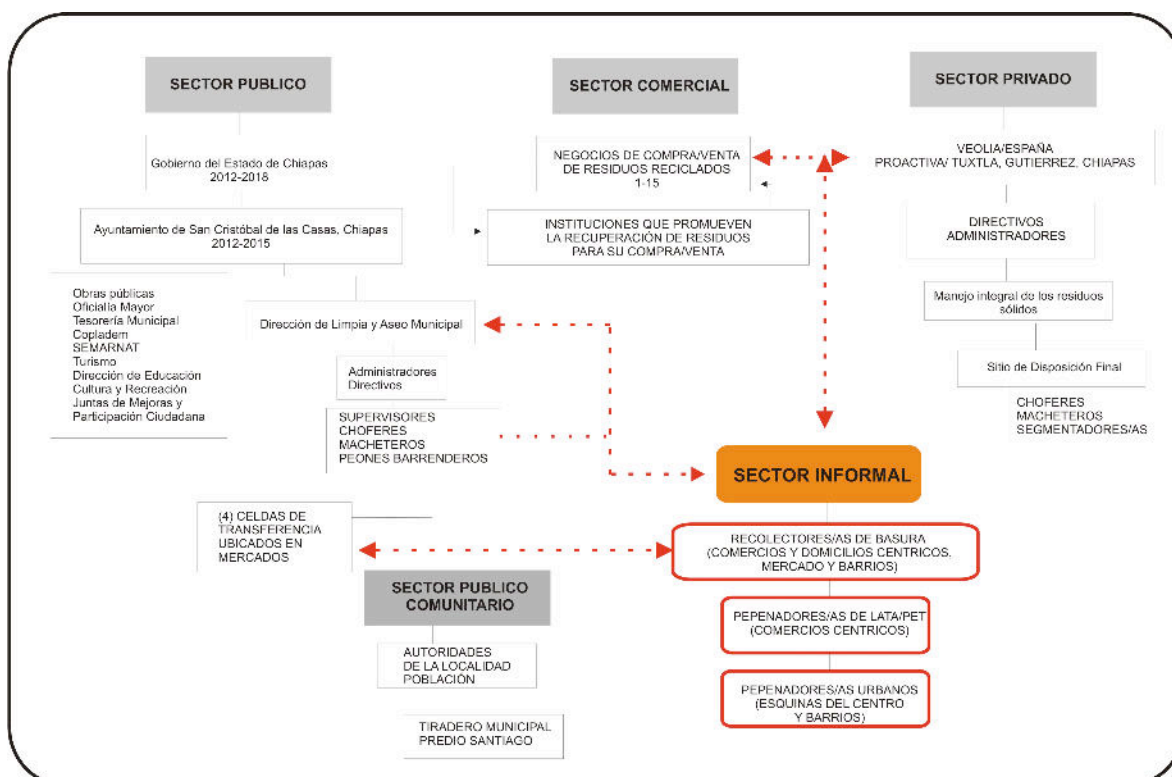 SECTOR PUBLICO
Gobierno del Estado de Chiapas
2012-2018
Ayuntamiento de San Cristóbal de las Casas, Chiapas
2012-2015
Obras públicas
Oficialía Mayor
Tesorería Municipal
Copladem
SEMARNAT
Turismo
Dirección de Educación
Cultura y Recreación
Juntas de Mejoras y
Participación Ciudadana
Dirección de Limpia y Aseo Municipal
Administradores
Directivos
SUPERVISORES
CHOFERES
MACHETEROS
PEONES BARRENDEROS
(4) CELDAS DE
TRANSFERENCIA
UBICADOS EN
MERCADOS
SECTOR PUBLICO
COMUNITARIO
AUTORIDADES
DE LA LOCALIDAD
POBLACIÓN
TIRADERO MUNICIPAL
PREDIO SANTIAGO
SECTOR COMERCIAL
NEGOCIOS DE COMPRA/VENTA
DE RESIDUOS RECICLADOS
1-15
INSTITUCIONES QUE PROMUEVEN
LA RECUPERACIÓN DE RESIDUOS
PARA SU COMPRA/VENTA
SECTOR PRIVADO
VEOLIA/ESPAÑA
PROACTIVA/ TUXTLA, GUTIERREZ, CHIAPAS
DIRECTIVOS
ADMINISTRADORES
Manejo integral de los residuos
sólidos
Sitio de Disposición Final
CHOFERES
MACHETEROS
SEGMENTADORES/AS
SECTOR INFORMAL
RECOLECTORES/AS DE BASURA
(COMERCIOS Y DOMICILIOS CENTRICOS,
MERCADO Y BARRIOS)
PEPENADORES/AS DE LATA/PET
(COMERCIOS CENTRICOS)
PEPENADORES/AS URBANOS
(ESQUINAS DEL CENTRO
Y BARRIOS)